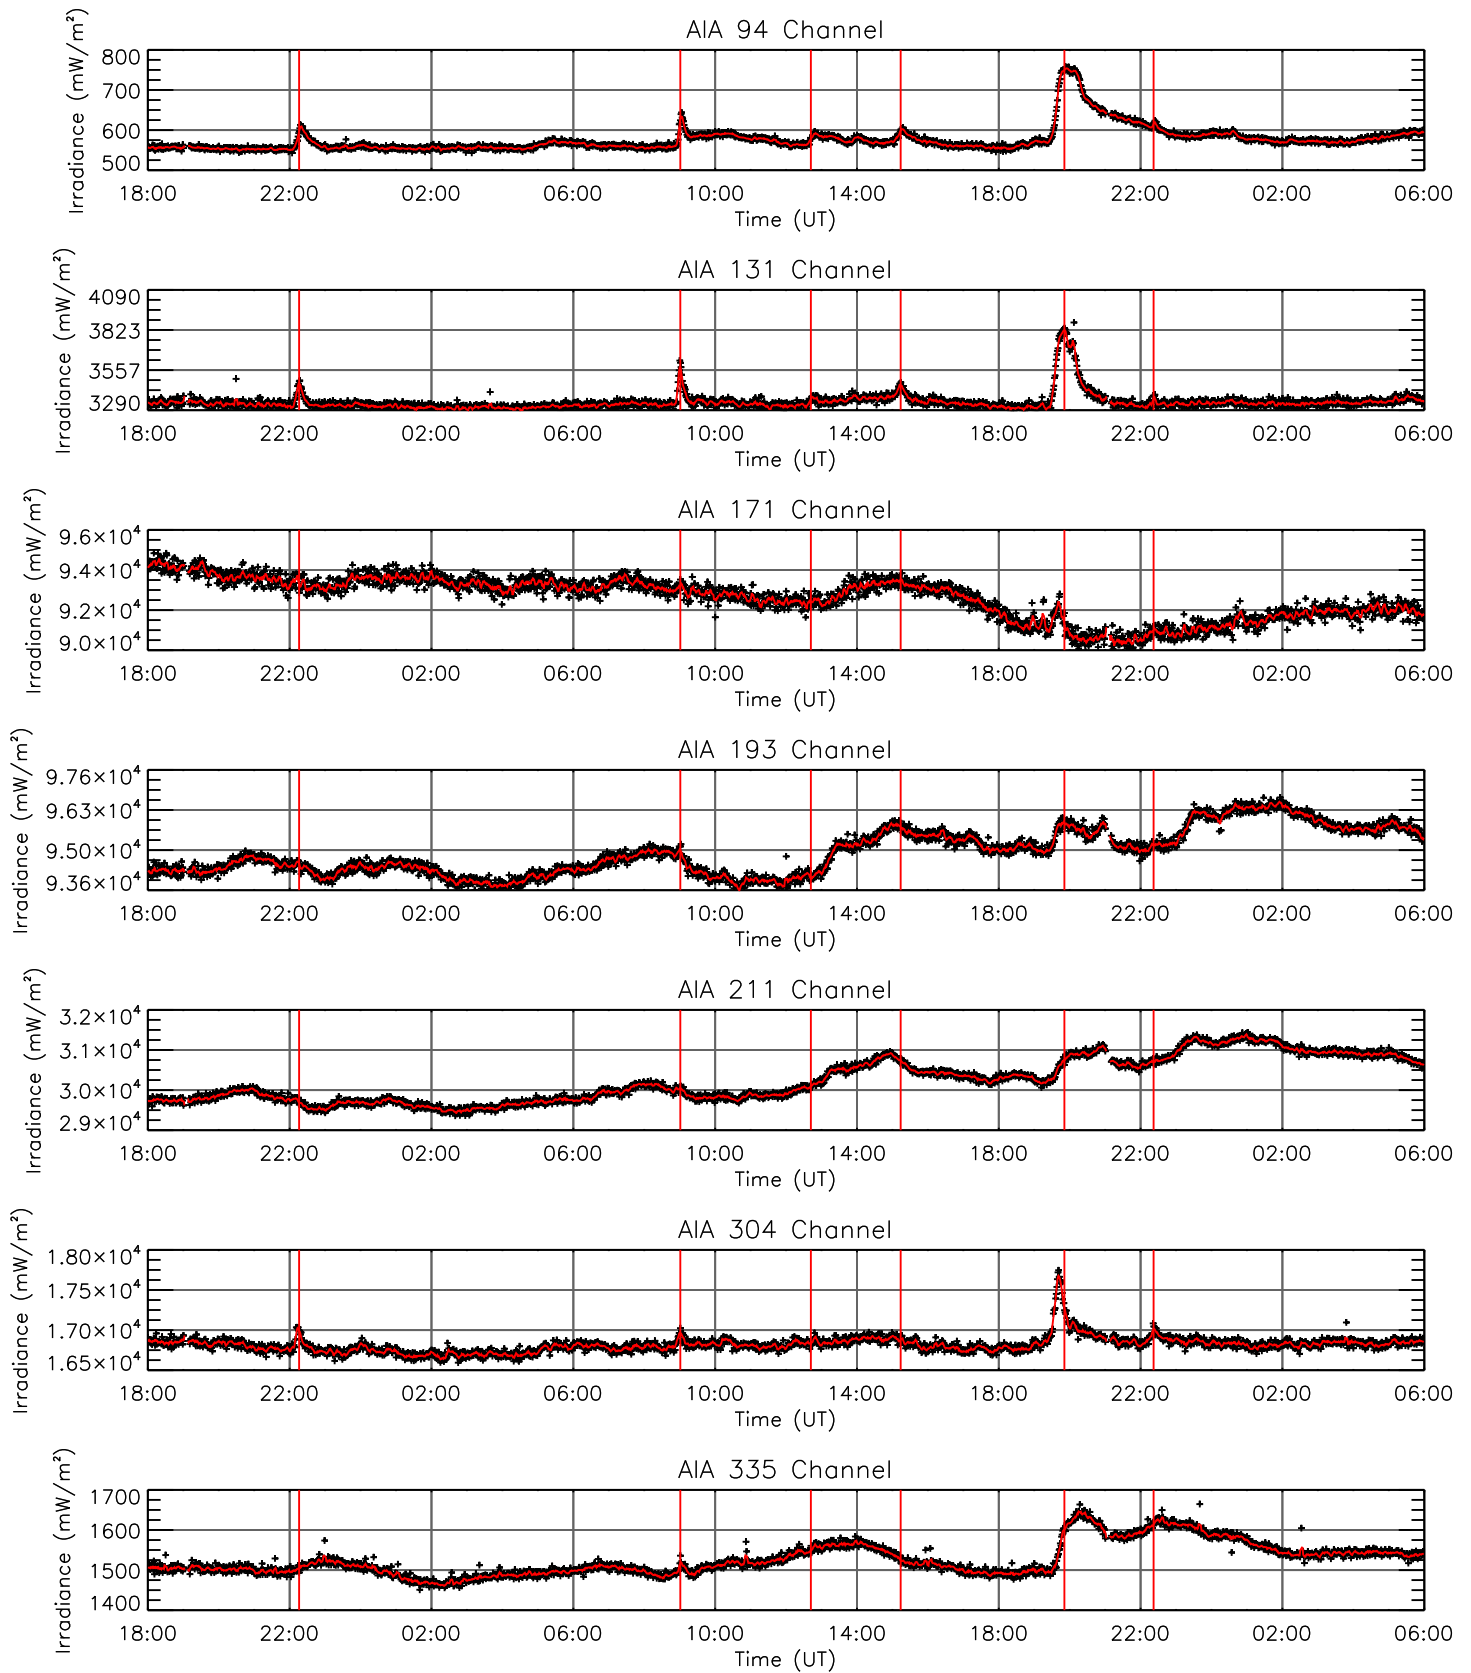 AIA 94 Channel
Irradiance (mW/m²)
800
700
600
500
18:00 22:00 02:00 06:00 10:00 14:00 18:00 22:00 02:00 06:00
Time (UT)
AIA 131 Channel
Irradiance (mW/m²)
4090
3823
3557
3290
18:00 22:00 02:00 06:00 10:00 14:00 18:00 22:00 02:00 06:00
Time (UT)
AIA 171 Channel
Irradiance (mW/m²)
9.6×10⁴
9.4×10⁴
9.2×10⁴
9.0×10⁴
18:00 22:00 02:00 06:00 10:00 14:00 18:00 22:00 02:00 06:00
Time (UT)
AIA 193 Channel
Irradiance (mW/m²)
9.76×10⁴
9.63×10⁴
9.50×10⁴
9.36×10⁴
18:00 22:00 02:00 06:00 10:00 14:00 18:00 22:00 02:00 06:00
Time (UT)
AIA 211 Channel
Irradiance (mW/m²)
3.2×10⁴
3.1×10⁴
3.0×10⁴
2.9×10⁴
18:00 22:00 02:00 06:00 10:00 14:00 18:00 22:00 02:00 06:00
Time (UT)
AIA 304 Channel
Irradiance (mW/m²)
1.80×10⁴
1.75×10⁴
1.70×10⁴
1.65×10⁴
18:00 22:00 02:00 06:00 10:00 14:00 18:00 22:00 02:00 06:00
Time (UT)
AIA 335 Channel
Irradiance (mW/m²)
1700
1600
1500
1400
18:00 22:00 02:00 06:00 10:00 14:00 18:00 22:00 02:00 06:00
Time (UT)